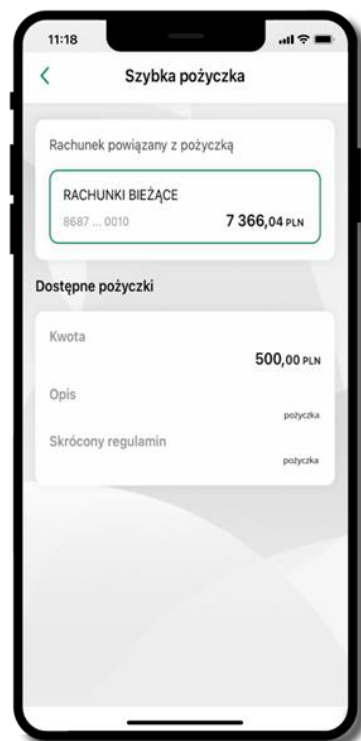 11:18
Szybka pożyczka
Rachunek powiązany z pożyczką
RACHUNKI BIEŻĄCE
8687 ... 0010 7 366,04 PLN
Dostępne pożyczki
Kwota
500,00 PLN
Opis
pożyczka
Skrócony regulamin
pożyczka